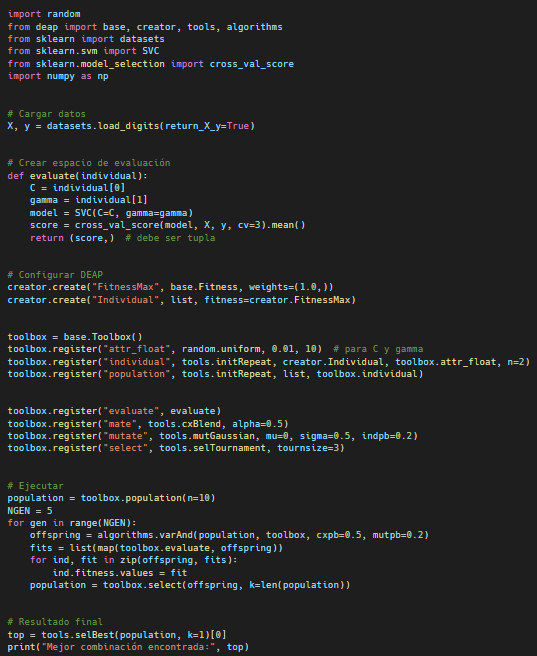 import random
from deap import base, creator, tools, algorithms
from sklearn import datasets
from sklearn.svm import SVC
from sklearn.model_selection import cross_val_score
import numpy as np
# Cargar datos
X, y = datasets.load_digits(return_X_y=True)
# Crear espacio de evaluación
def evaluate(individual):
    C = individual[0]
    gamma = individual[1]
    model = SVC(C=C, gamma=gamma)
    score = cross_val_score(model, X, y, cv=3).mean()
    return (score,)  # debe ser tupla
# Configurar DEAP
creator.create("FitnessMax", base.Fitness, weights=(1.0,))
creator.create("Individual", list, fitness=creator.FitnessMax)
toolbox = base.Toolbox()
toolbox.register("attr_float", random.uniform, 0.01, 10)  # para C y gamma
toolbox.register("individual", tools.initRepeat, creator.Individual, toolbox.attr_float, n=2)
toolbox.register("population", tools.initRepeat, list, toolbox.individual)
toolbox.register("evaluate", evaluate)
toolbox.register("mate", tools.cxBlend, alpha=0.5)
toolbox.register("mutate", tools.mutGaussian, mu=0, sigma=0.5, indpb=0.2)
toolbox.register("select", tools.selTournament, tournsize=3)
# Ejecutar
population = toolbox.population(n=10)
NGEN = 5
for gen in range(NGEN):
    offspring = algorithms.varAnd(population, toolbox, cxpb=0.5, mutpb=0.2)
    fits = list(map(toolbox.evaluate, offspring))
    for ind, fit in zip(offspring, fits):
        ind.fitness.values = fit
    population = toolbox.select(offspring, k=len(population))
# Resultado final
top = tools.selBest(population, k=1)[0]
print("Mejor combinación encontrada:", top)